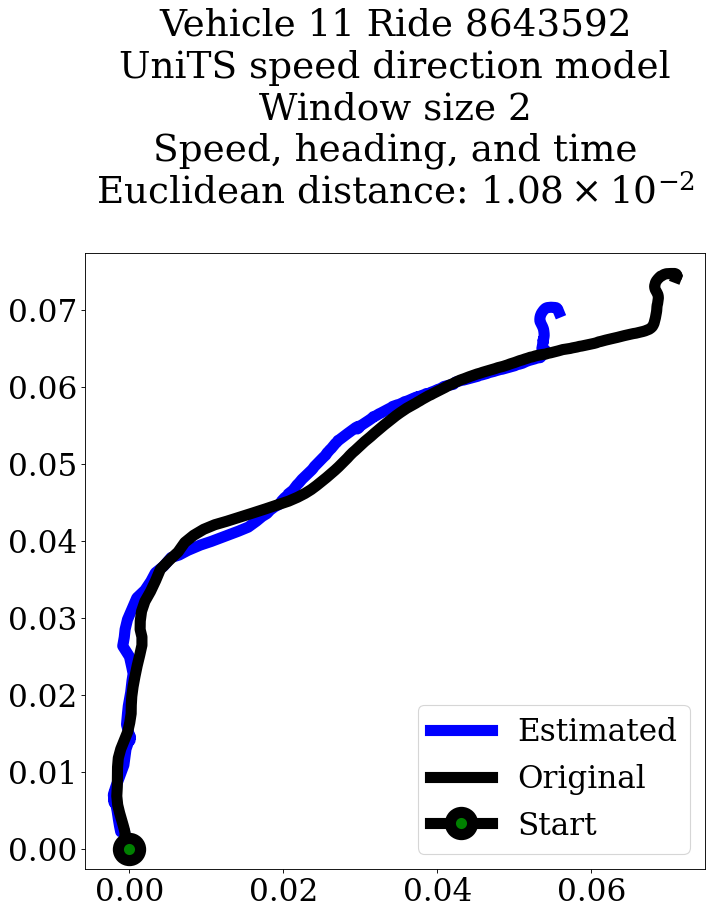 Vehicle 11 Ride 8643592
UniTS speed direction model
Window size 2
Speed, heading, and time
Euclidean distance: 1.08 × 10⁻²
0.07
0.06
0.05
0.04
0.03
0.02
0.01
0.00
Estimated
Original
Start
0.00 0.02 0.04 0.06